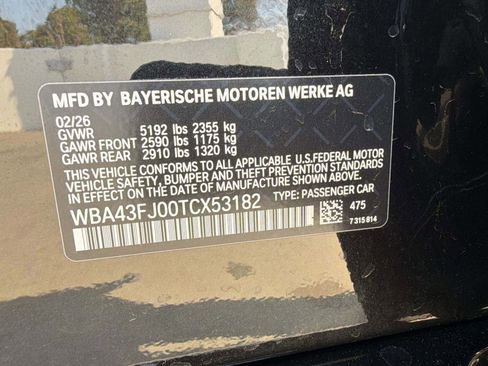 MFD BY BAYERISCHE MOTOREN WERKE AG
02/26
GVWR 5192 lbs 2355 kg
GAWR FRONT 2590 lbs 1175 kg
GAWR REAR 2910 lbs 1320 kg
THIS VEHICLE CONFORMS TO ALL APPLICABLE U.S.FEDERAL MOTOR
VEHICLE SAFETY, BUMPER AND THEFT PREVENTION STANDARDS
IN EFFECT ON THE DATE OF MANUFACTURE SHOWN ABOVE.
WBA43FJ00TCX53182 TYPE: PASSENGER CAR
475
7 315 814